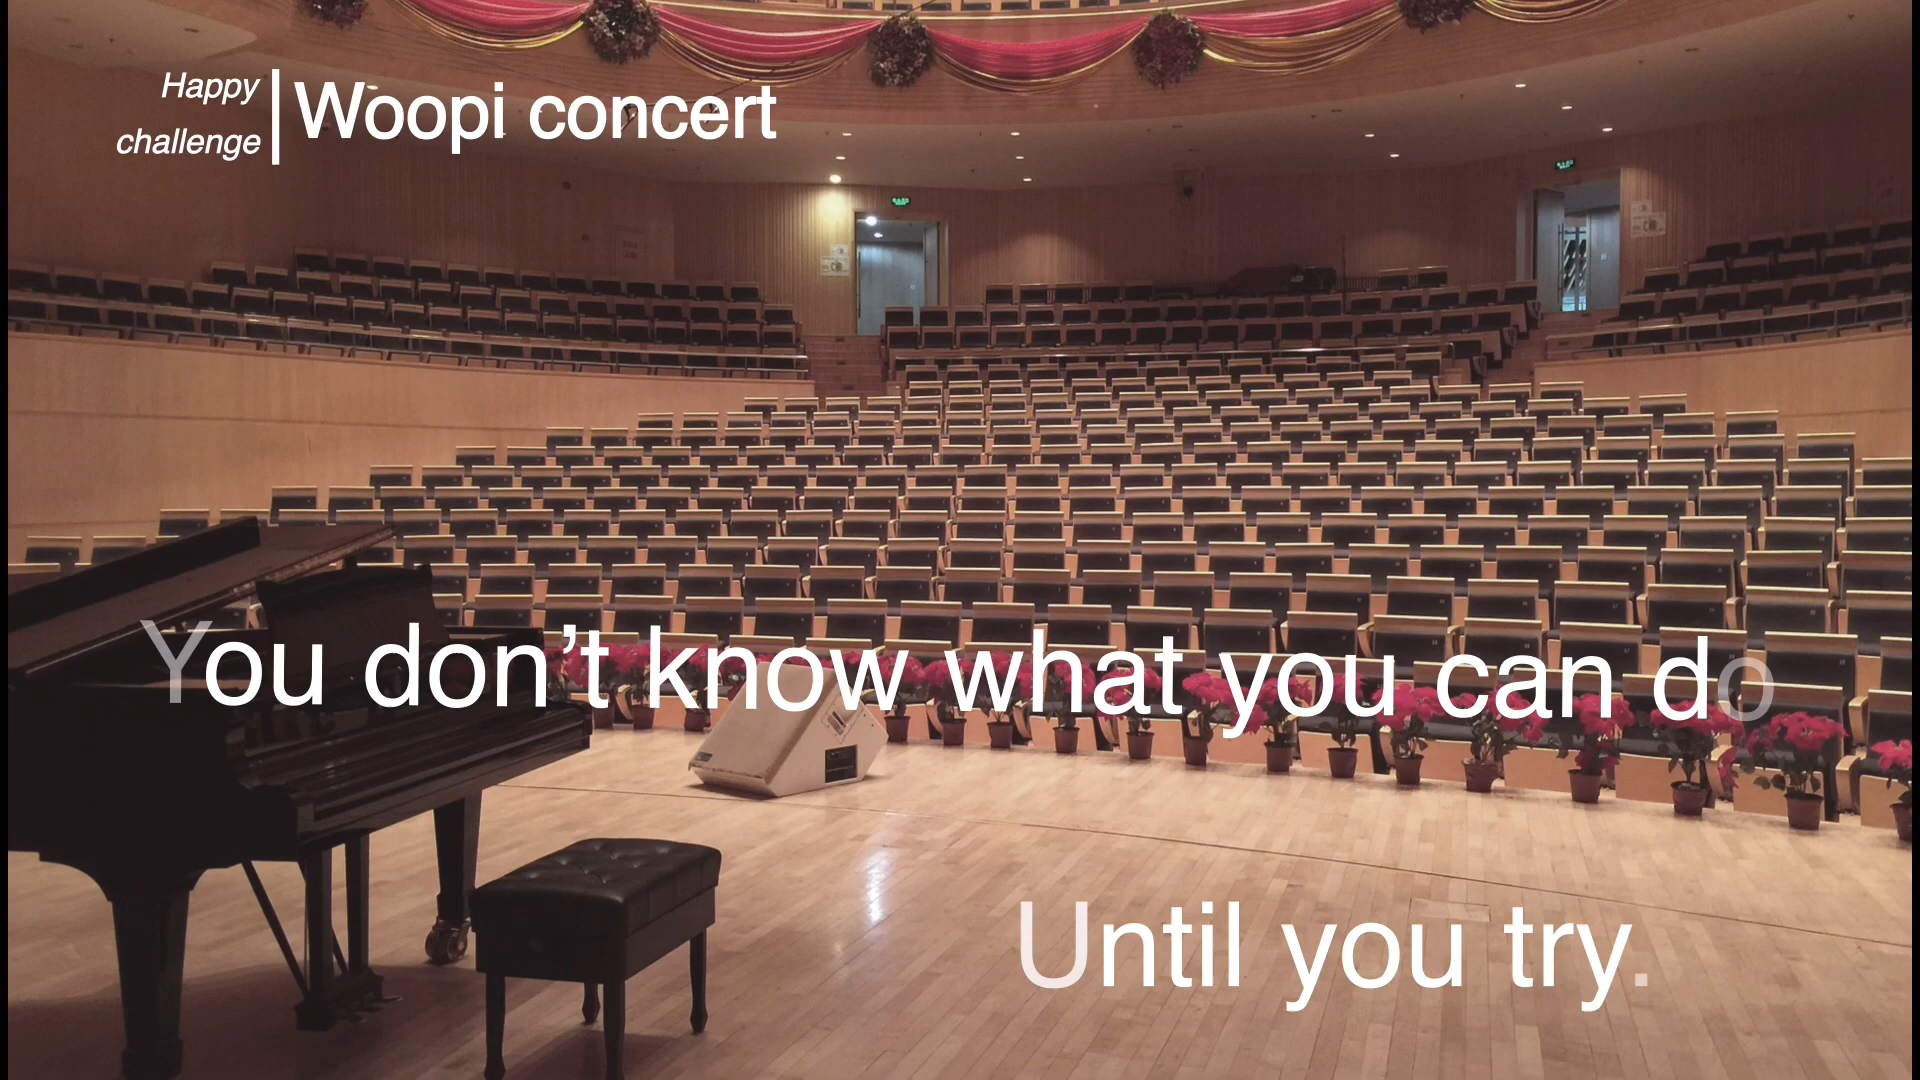 Happy
challenge
Woopi concert
You don’t know what you can do
Until you try.